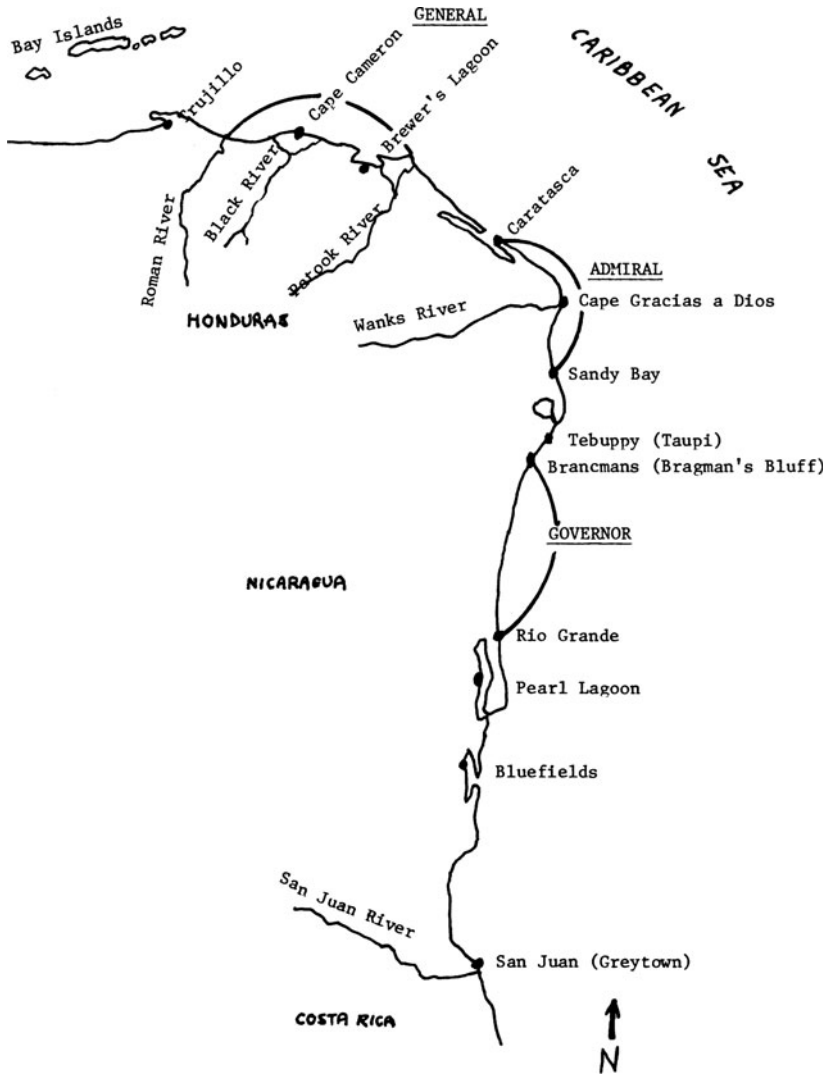 GENERAL
Bay Islands
CARIBBEAN
SEA
Trujillo
Cape Cameron
Brewer's Lagoon
Roman River
Black River
Patook River
Caratasca
ADMIRAL
Cape Gracias a Dios
Wanks River
HONDURAS
Sandy Bay
Tebuppy (Taupi)
Brancmans (Bragman's Bluff)
GOVERNOR
NICARAGUA
Rio Grande
Pearl Lagoon
Bluefields
San Juan River
San Juan (Greytown)
COSTA RICA
N